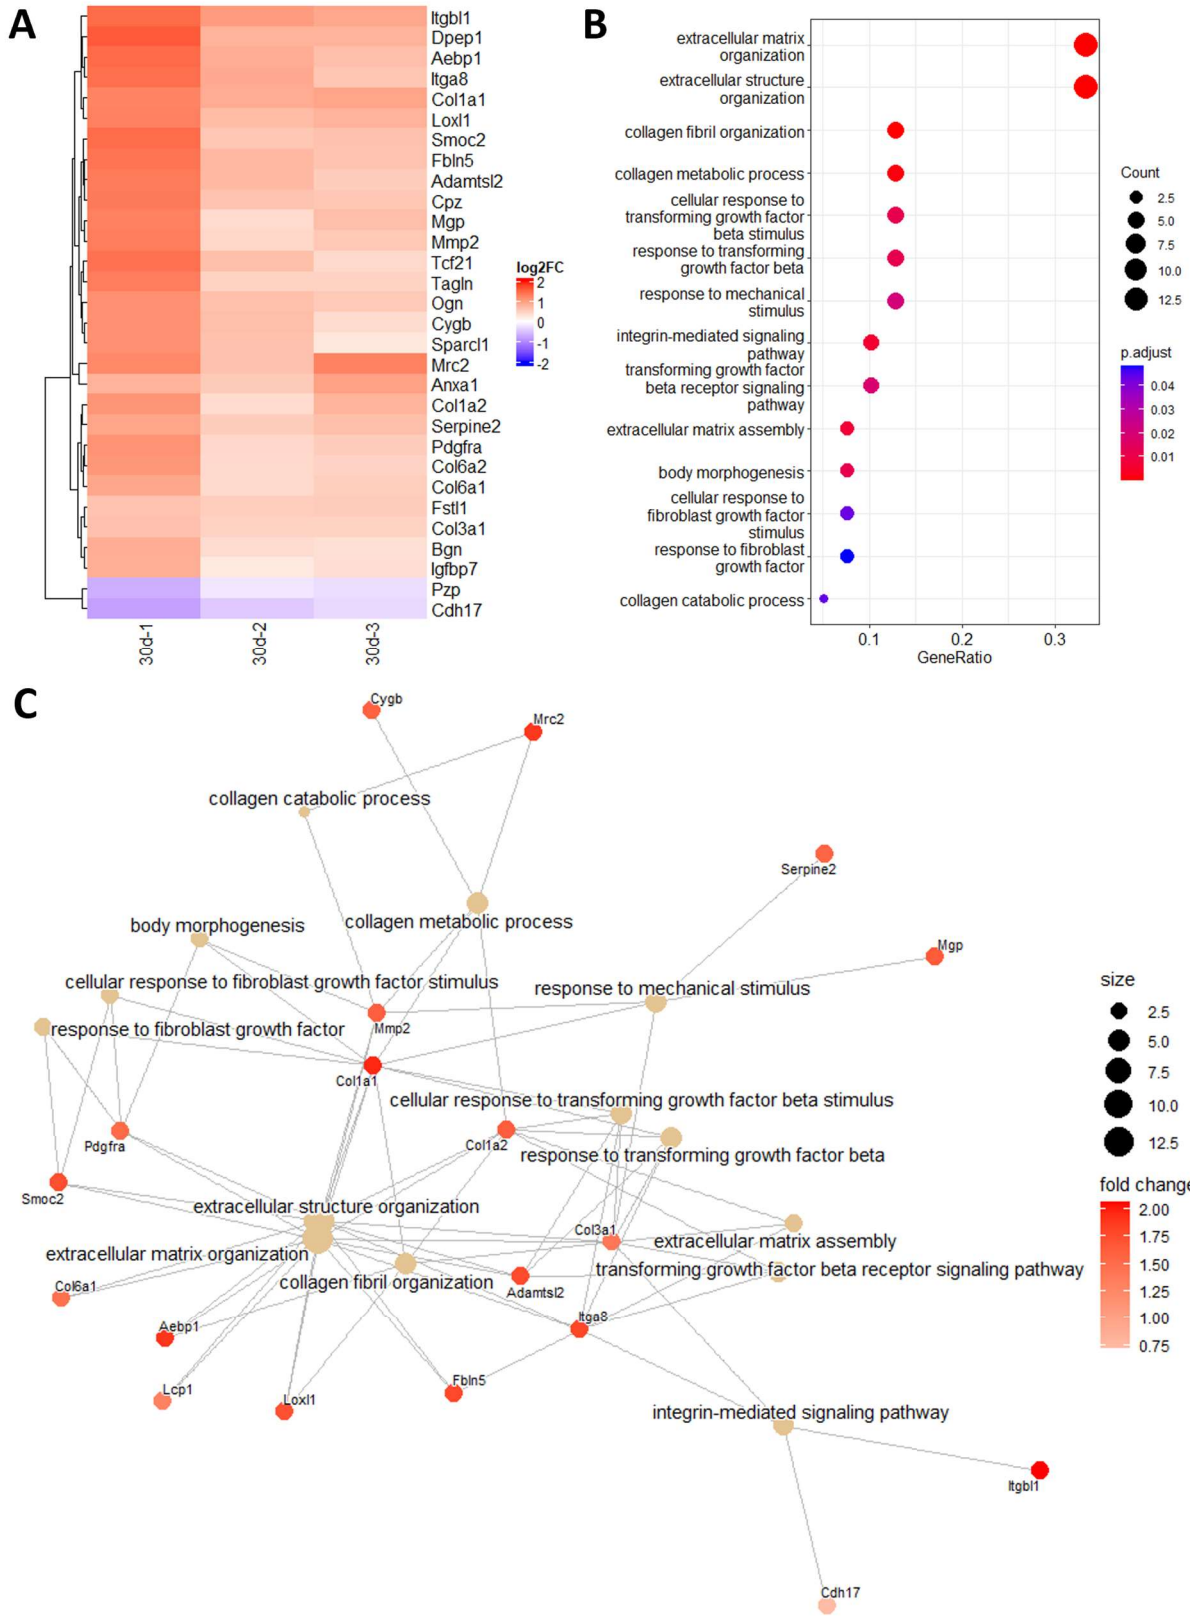 A
Itgbl1
Dpep1
Aebp1
Itga8
Col1a1
Loxl1
Smoc2
Fbln5
Adamtsl2
Cpz
Mgp
Mmp2
Tcf21
Tagln
Ogn
Cygb
Sparcl1
Mrc2
Anxa1
Col1a2
Serpine2
Pdgfra
Col6a2
Col6a1
Fstl1
Col3a1
Bgn
Igfbp7
Pzp
Cdh17
30d-1
30d-2
30d-3
log2FC
2
1
0
-1
-2
B
extracellular matrix
organization
extracellular structure
organization
collagen fibril organization
collagen metabolic process
cellular response to
transforming growth factor
beta stimulus
response to transforming
growth factor beta
response to mechanical
stimulus
integrin-mediated signaling
pathway
transforming growth factor
beta receptor signaling
pathway
extracellular matrix assembly
body morphogenesis
cellular response to
fibroblast growth factor
stimulus
response to fibroblast
growth factor
collagen catabolic process
0.1
0.2
0.3
GeneRatio
Count
2.5
5.0
7.5
10.0
12.5
p.adjust
0.04
0.03
0.02
0.01
C
Cygb
Mrc2
collagen catabolic process
Serpine2
collagen metabolic process
body morphogenesis
Mgp
cellular response to fibroblast growth factor stimulus
response to mechanical stimulus
response to fibroblast growth factor
Mmp2
Col1a1
cellular response to transforming growth factor beta stimulus
Pdgfra
Col1a2
response to transforming growth factor beta
Smoc2
extracellular structure organization
Col3a1
extracellular matrix assembly
extracellular matrix organization
transforming growth factor beta receptor signaling pathway
collagen fibril organization
Col6a1
Adamtsl2
Itga8
Aebp1
Fbln5
Lcp1
Loxl1
integrin-mediated signaling pathway
Itgbl1
Cdh17
size
2.5
5.0
7.5
10.0
12.5
fold change
2.00
1.75
1.50
1.25
1.00
0.75